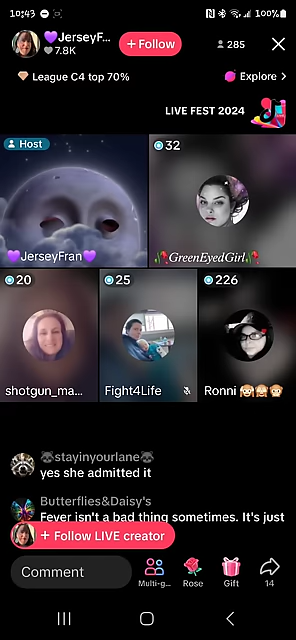 10:43
100%
💜JerseyF...
7.8K
+ Follow
285
League C4 top 70%
Explore >
LIVE FEST 2024
Host
32
💜JerseyFran💜
🥀GreenEyedGirl🥀
20
25
226
shotgun_ma...
Fight4Life
Ronni 🙈🙈🙊
🦝stayinyourlane🦝
yes she admitted it
Butterflies&Daisy's
Fever isn't a bad thing sometimes. It's just
+ Follow LIVE creator
Comment
Multi-g...
Rose
Gift
14